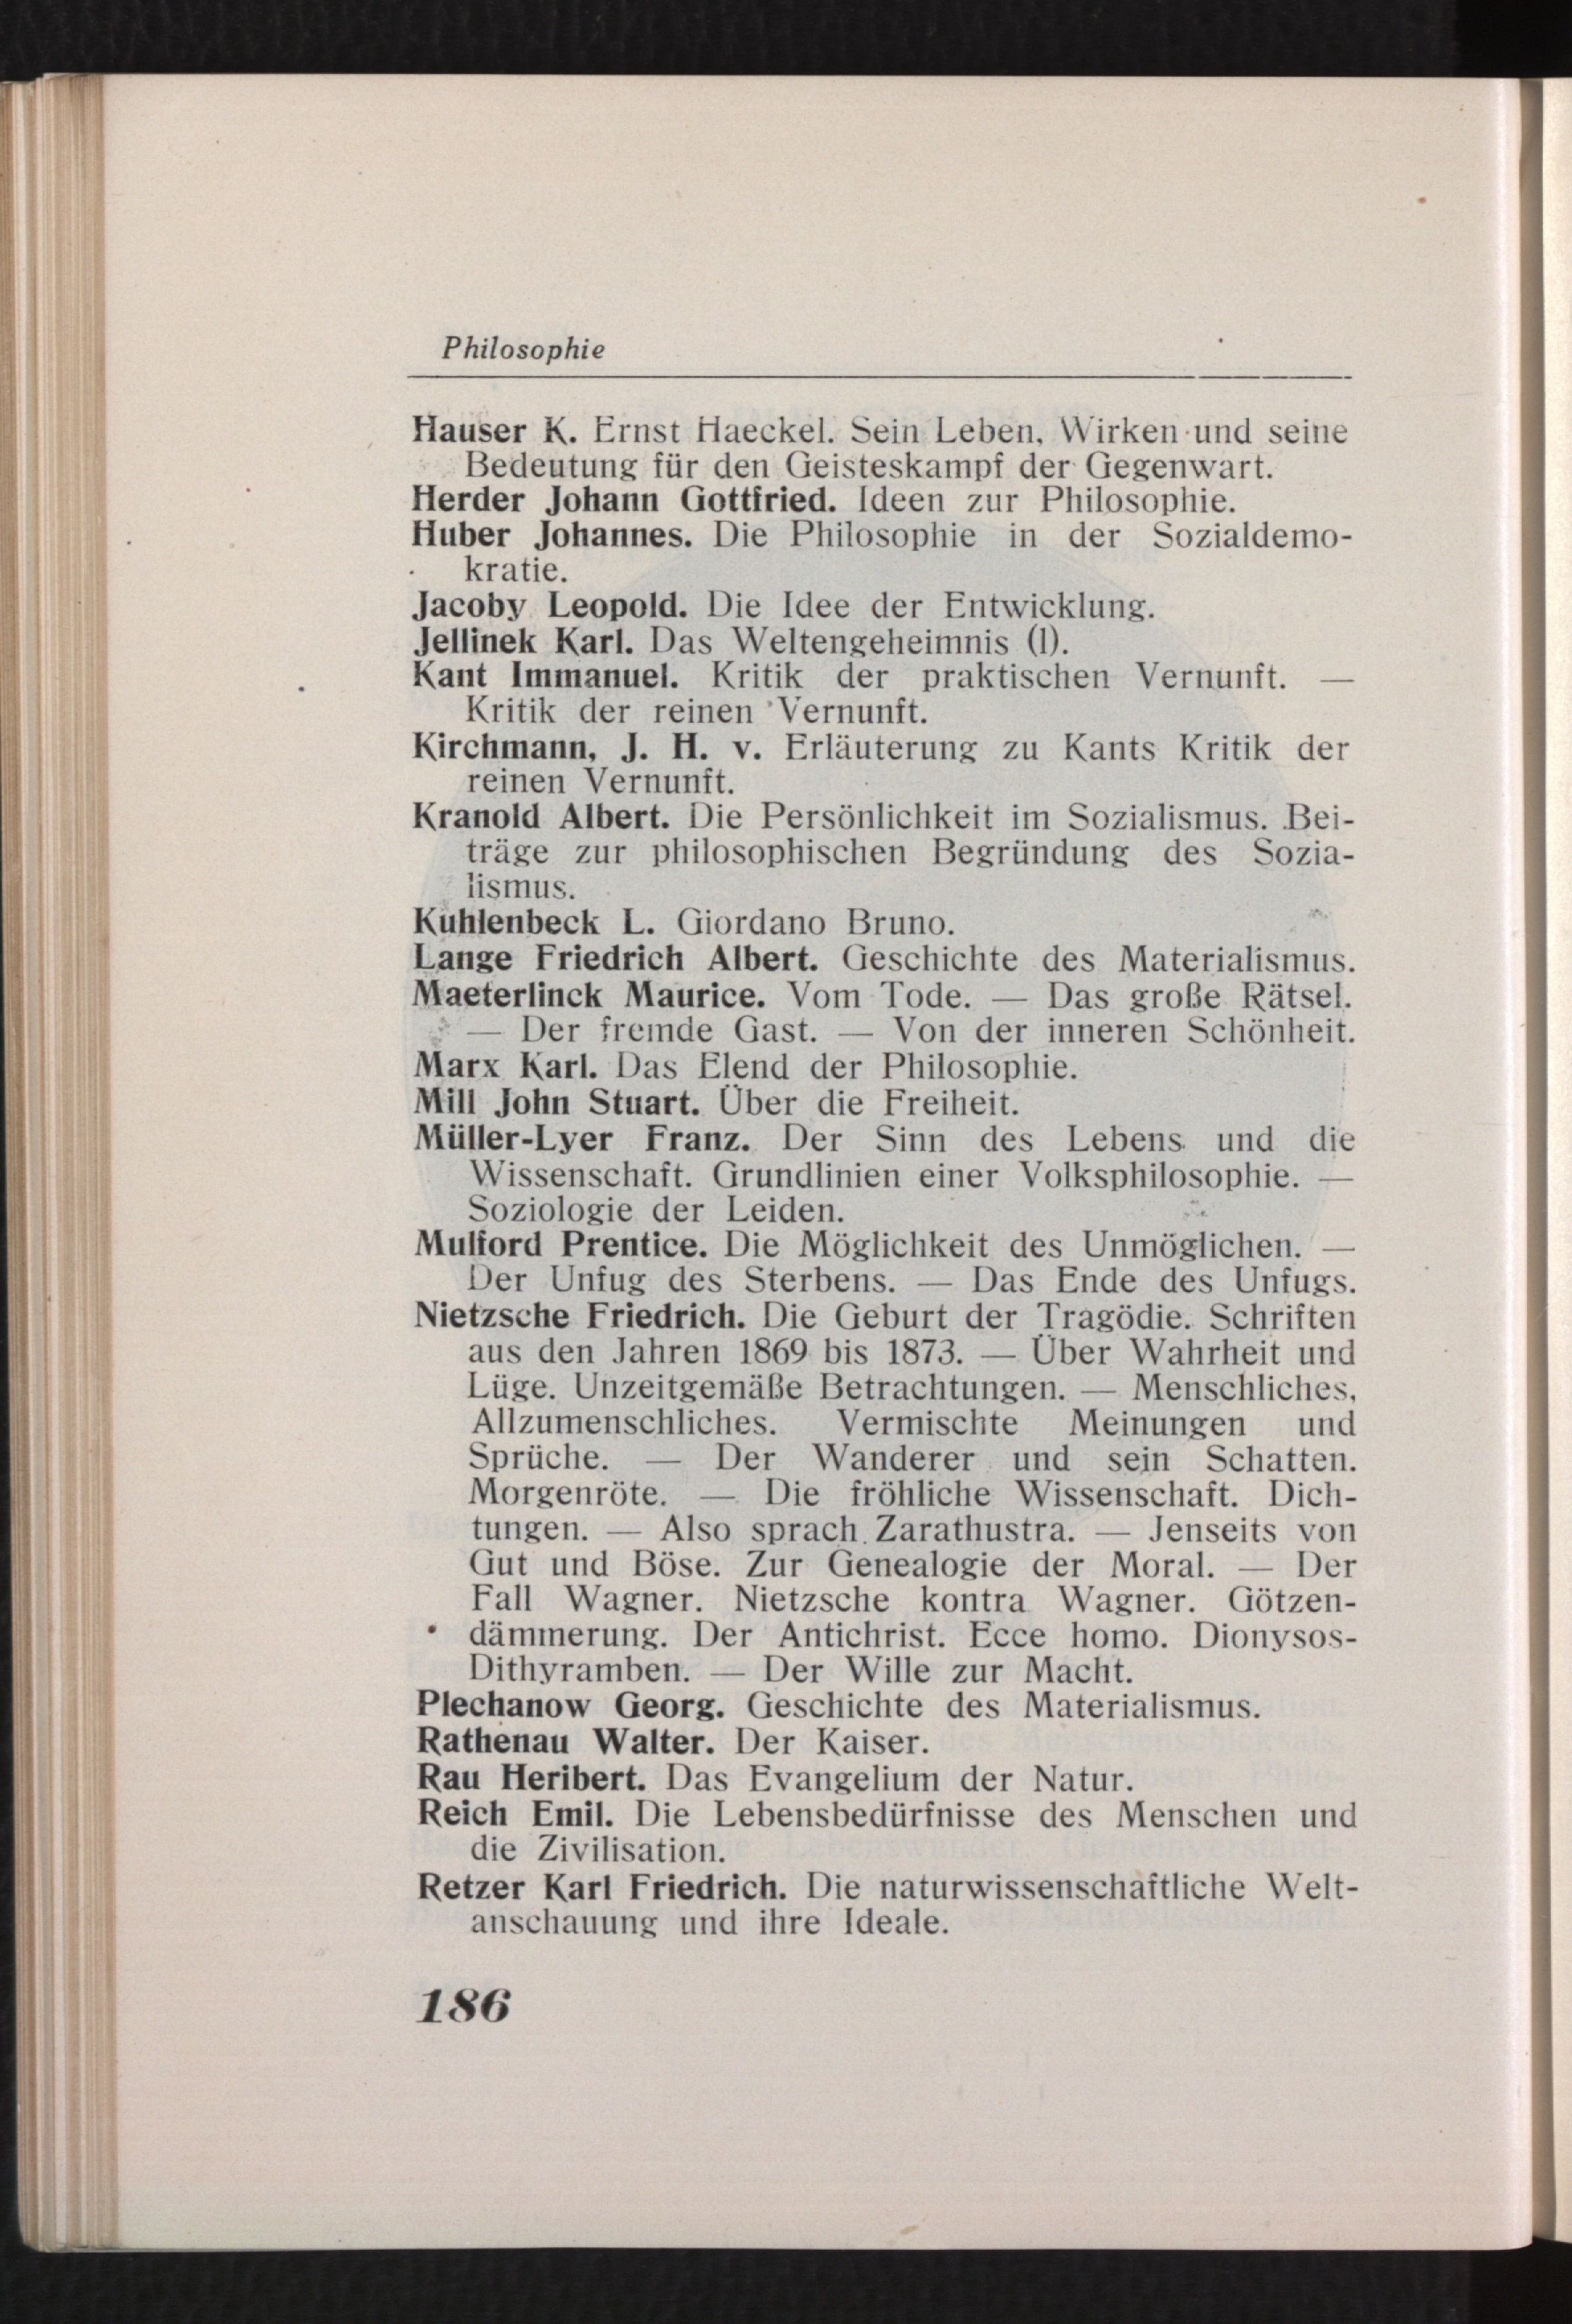 Philosophie
Hauser K. Ernst Haeckel. Sein Leben, Wirken und seine
Bedeutung für den Geisteskampf der Gegenwart.
Herder Johann Gottfried. Ideen zur Philosophie.
Huber Johannes. Die Philosophie in der Sozialdemo-
kratie.
Jacoby Leopold. Die Idee der Entwicklung.
Jellinek Karl. Das Weltengeheimnis (l).
Kant Immanuel. Kritik der praktischen Vernunft. —
Kritik der reinen Vernunft.
Kirchmann, J. H. v. Erläuterung zu Kants Kritik der
reinen Vernunft.
Kranold Albert. Die Persönlichkeit im Sozialismus. Bei-
träge zur philosophischen Begründung des Sozia-
lismus.
Kuhlenbeck L. Giordano Bruno.
Lange Friedrich Albert. Geschichte des Materialismus.
Maeterlinck Maurice. Vom Tode. — Das große Rätsel.
— Der fremde Gast. — Von der inneren Schönheit.
Marx Karl. Das Elend der Philosophie.
Mill John Stuart. Über die Freiheit.
Müller-Lyer Franz. Der Sinn des Lebens und die
Wissenschaft. Grundlinien einer Volksphilosophie. —
Soziologie der Leiden.
Mulford Prentice. Die Möglichkeit des Unmöglichen. —
Der Unfug des Sterbens. — Das Ende des Unfugs.
Nietzsche Friedrich. Die Geburt der Tragödie. Schriften
aus den Jahren 1869 bis 1873. — Über Wahrheit und
Lüge. Unzeitgemäße Betrachtungen. — Menschliches,
Allzumenschliches. Vermischte Meinungen und
Sprüche. — Der Wanderer und sein Schatten.
Morgenröte. — Die fröhliche Wissenschaft. Dich-
tungen. — Also sprach Zarathustra. — Jenseits von
Gut und Böse. Zur Genealogie der Moral. — Der
Fall Wagner. Nietzsche kontra Wagner. Götzen-
dämmerung. Der Antichrist. Ecce homo. Dionysos-
Dithyramben. — Der Wille zur Macht.
Plechanow Georg. Geschichte des Materialismus.
Rathenau Walter. Der Kaiser.
Rau Heribert. Das Evangelium der Natur.
Reich Emil. Die Lebensbedürfnisse des Menschen und
die Zivilisation.
Retzer Karl Friedrich. Die naturwissenschaftliche Welt-
anschauung und ihre Ideale.
186